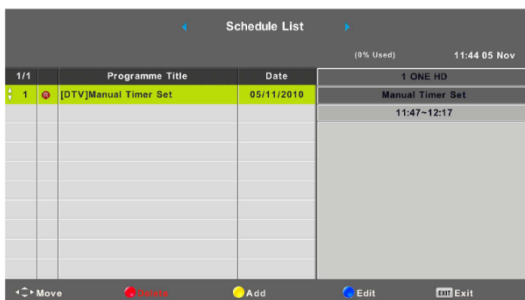 Schedule List
(0% Used) 11:44 05 Nov
1/1 Programme Title Date 1 ONE HD
1 R [DTV]Manual Timer Set 05/11/2010 Manual Timer Set
11:47~12:17
Move Delete Add Edit EXIT Exit